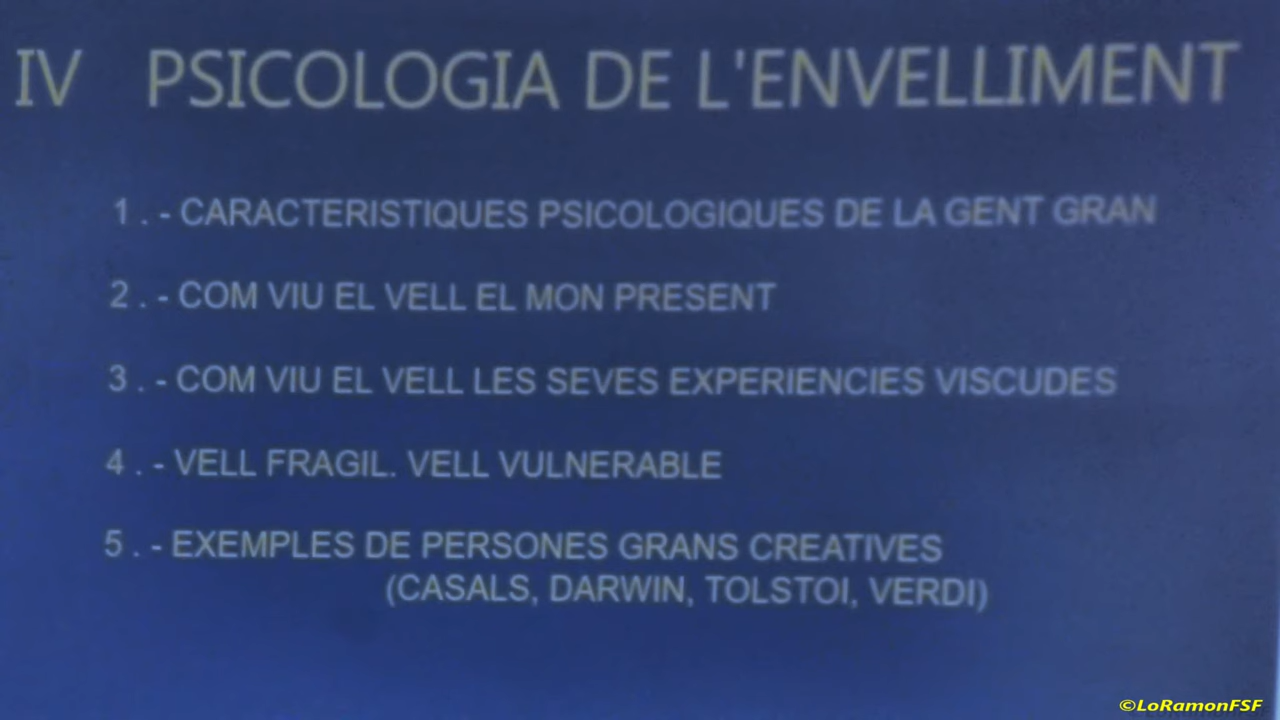 IV PSICOLOGIA DE L'ENVELLIMENT
1 . - CARACTERISTIQUES PSICOLOGIQUES DE LA GENT GRAN
2 . - COM VIU EL VELL EL MON PRESENT
3 . - COM VIU EL VELL LES SEVES EXPERIENCIES VISCUDES
4 . - VELL FRAGIL. VELL VULNERABLE
5 . - EXEMPLES DE PERSONES GRANS CREATIVES
(CASALS, DARWIN, TOLSTOI, VERDI)
©LoRamonFSF